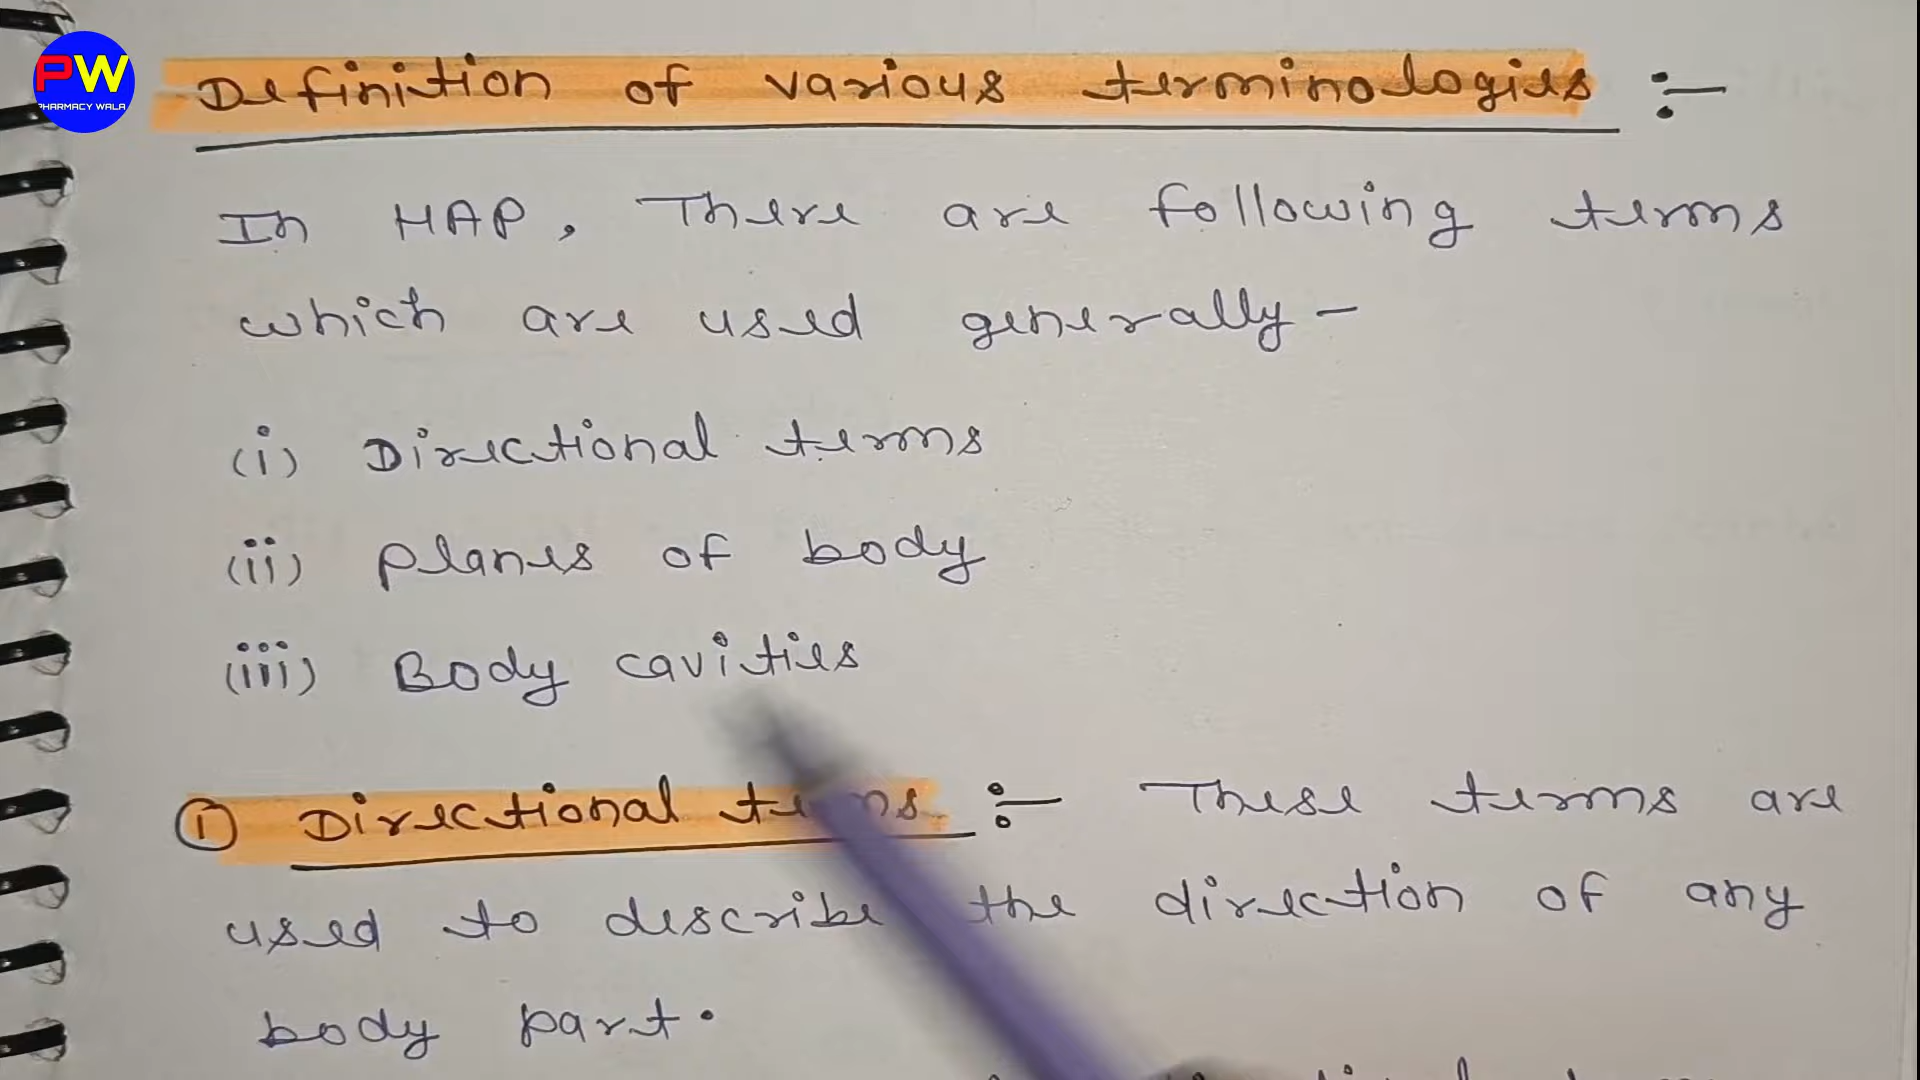 PW
PHARMACY WALA
Definition of various terminologies :-
In HAP, There are following terms
which are used generally -
(i) Directional terms
(ii) Planes of body
(iii) Body cavities
① Directional terms :- These terms are
used to describe the direction of any
body part.